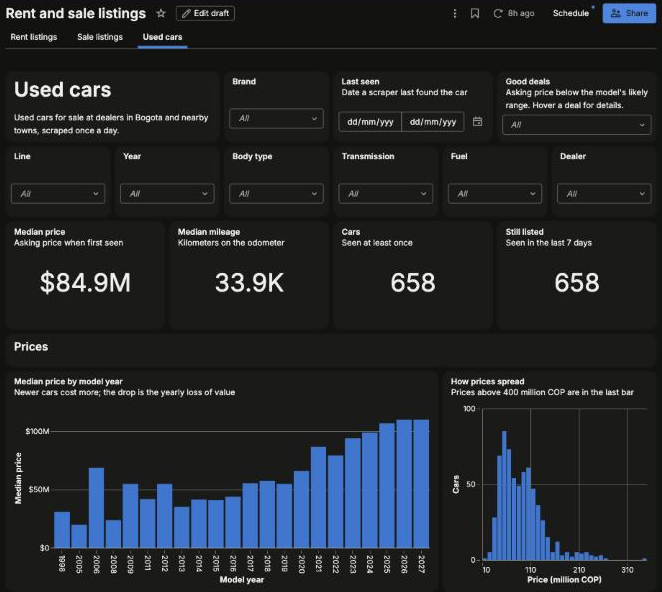 Rent and sale listings
Edit draft
8h ago
Schedule
Share
Rent listings
Sale listings
Used cars
Used cars
Used cars for sale at dealers in Bogota and nearby
towns, scraped once a day.
Brand
All
Last seen
Date a scraper last found the car
dd/mm/yyy
dd/mm/yyy
Good deals
Asking price below the model's likely
range. Hover a deal for details.
All
Line
All
Year
All
Body type
All
Transmission
All
Fuel
All
Dealer
All
Median price
Asking price when first seen
$84.9M
Median mileage
Kilometers on the odometer
33.9K
Cars
Seen at least once
658
Still listed
Seen in the last 7 days
658
Prices
Median price by model year
Newer cars cost more; the drop is the yearly loss of value
$100M
$50M
$0
Median price
1998
2005
2006
2008
2009
2011
2012
2013
2014
2015
2016
2017
2018
2019
2020
2021
2022
2023
2024
2025
2026
2027
Model year
How prices spread
Prices above 400 million COP are in the last bar
100
50
0
Cars
10
110
210
310
Price (million COP)